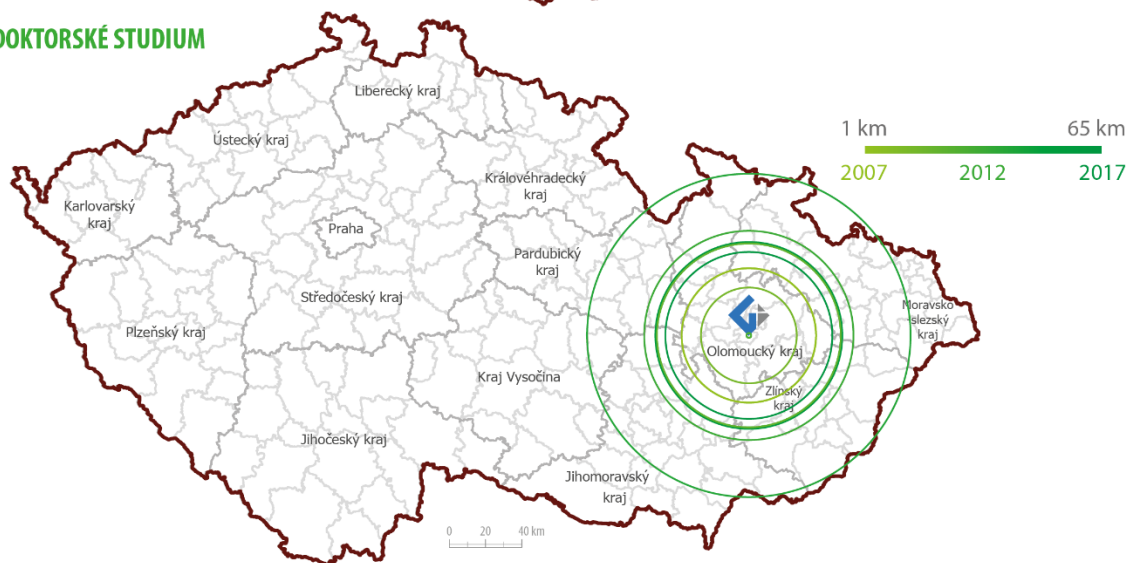 DOKTORSKÉ STUDIUM
Liberecký kraj
1 km
65 km
Ústecký kraj
2007
2012
2017
Královéhradecký
kraj
Karlovarský
kraj
Praha
Pardubický
kraj
Středočeský kraj
Moravsko
slezský
kraj
Plzeňský kraj
Olomoucký kraj
Kraj Vysočina
Zlínský
kraj
Jihočeský kraj
Jihomoravský
kraj
0 20 40 km